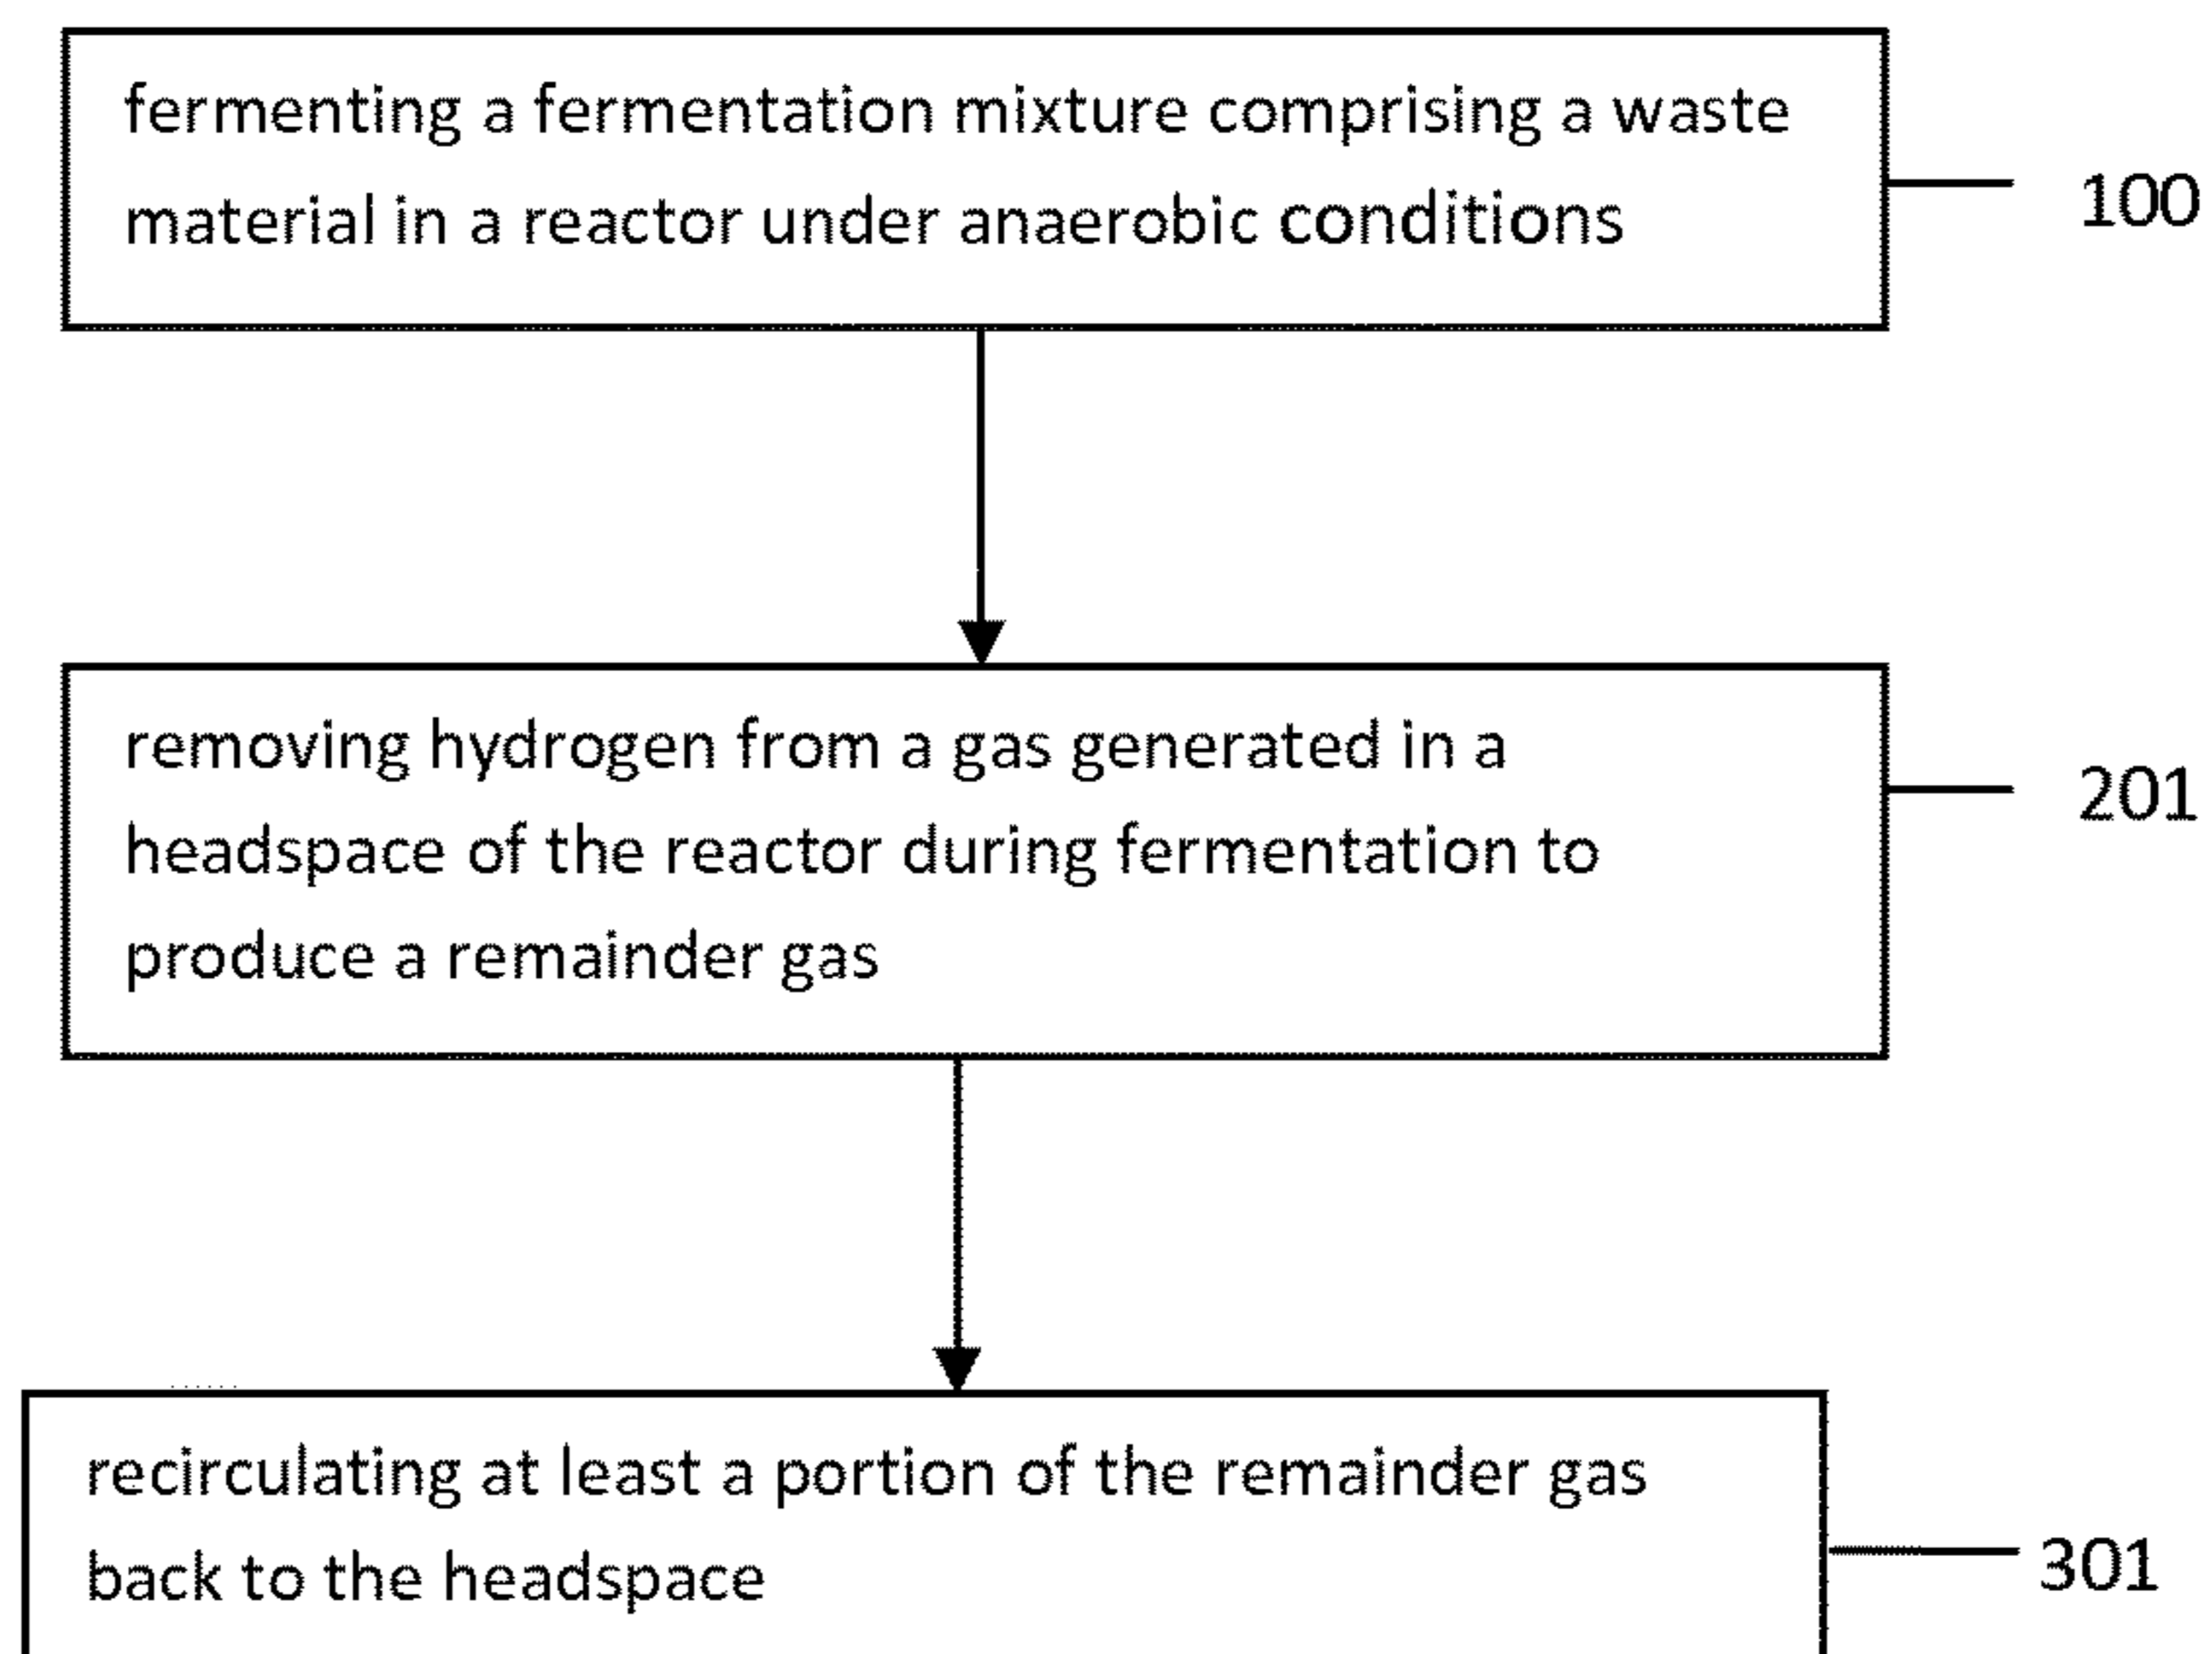 fermenting a fermentation mixture comprising a waste
material in a reactor under anaerobic conditions
100
removing hydrogen from a gas generated in a
headspace of the reactor during fermentation to
produce a remainder gas
201
recirculating at least a portion of the remainder gas
back to the headspace
301